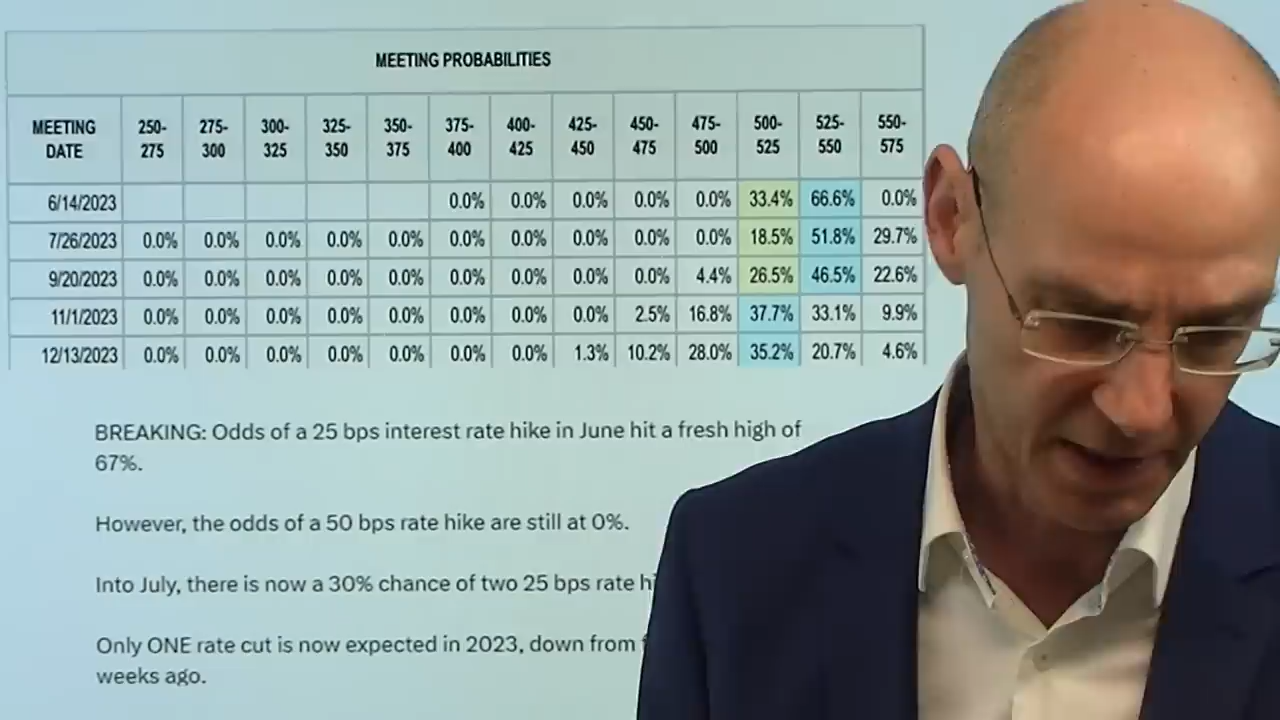 MEETING PROBABILITIES
MEETING DATE 250-275 275-300 300-325 325-350 350-375 375-400 400-425 425-450 450-475 475-500 500-525 525-550 550-575
6/14/2023 0.0% 0.0% 0.0% 0.0% 0.0% 33.4% 66.6% 0.0%
7/26/2023 0.0% 0.0% 0.0% 0.0% 0.0% 0.0% 0.0% 0.0% 0.0% 0.0% 18.5% 51.8% 29.7%
9/20/2023 0.0% 0.0% 0.0% 0.0% 0.0% 0.0% 0.0% 0.0% 0.0% 4.4% 26.5% 46.5% 22.6%
11/1/2023 0.0% 0.0% 0.0% 0.0% 0.0% 0.0% 0.0% 0.0% 2.5% 16.8% 37.7% 33.1% 9.9%
12/13/2023 0.0% 0.0% 0.0% 0.0% 0.0% 0.0% 0.0% 1.3% 10.2% 28.0% 35.2% 20.7% 4.6%
BREAKING: Odds of a 25 bps interest rate hike in June hit a fresh high of
67%.
However, the odds of a 50 bps rate hike are still at 0%.
Into July, there is now a 30% chance of two 25 bps rate
Only ONE rate cut is now expected in 2023, down from
weeks ago.